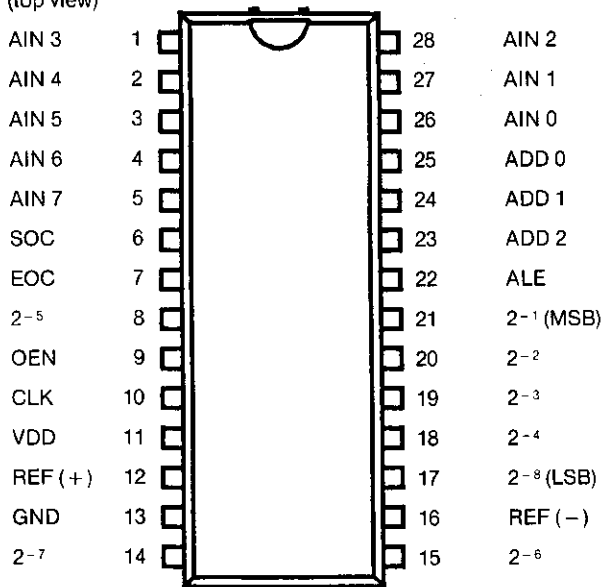 (top view)
AIN 3 1 28 AIN 2
AIN 4 2 27 AIN 1
AIN 5 3 26 AIN 0
AIN 6 4 25 ADD 0
AIN 7 5 24 ADD 1
SOC 6 23 ADD 2
EOC 7 22 ALE
2⁻⁵ 8 21 2⁻¹ (MSB)
OEN 9 20 2⁻²
CLK 10 19 2⁻³
VDD 11 18 2⁻⁴
REF (+) 12 17 2⁻⁸ (LSB)
GND 13 16 REF (−)
2⁻⁷ 14 15 2⁻⁶